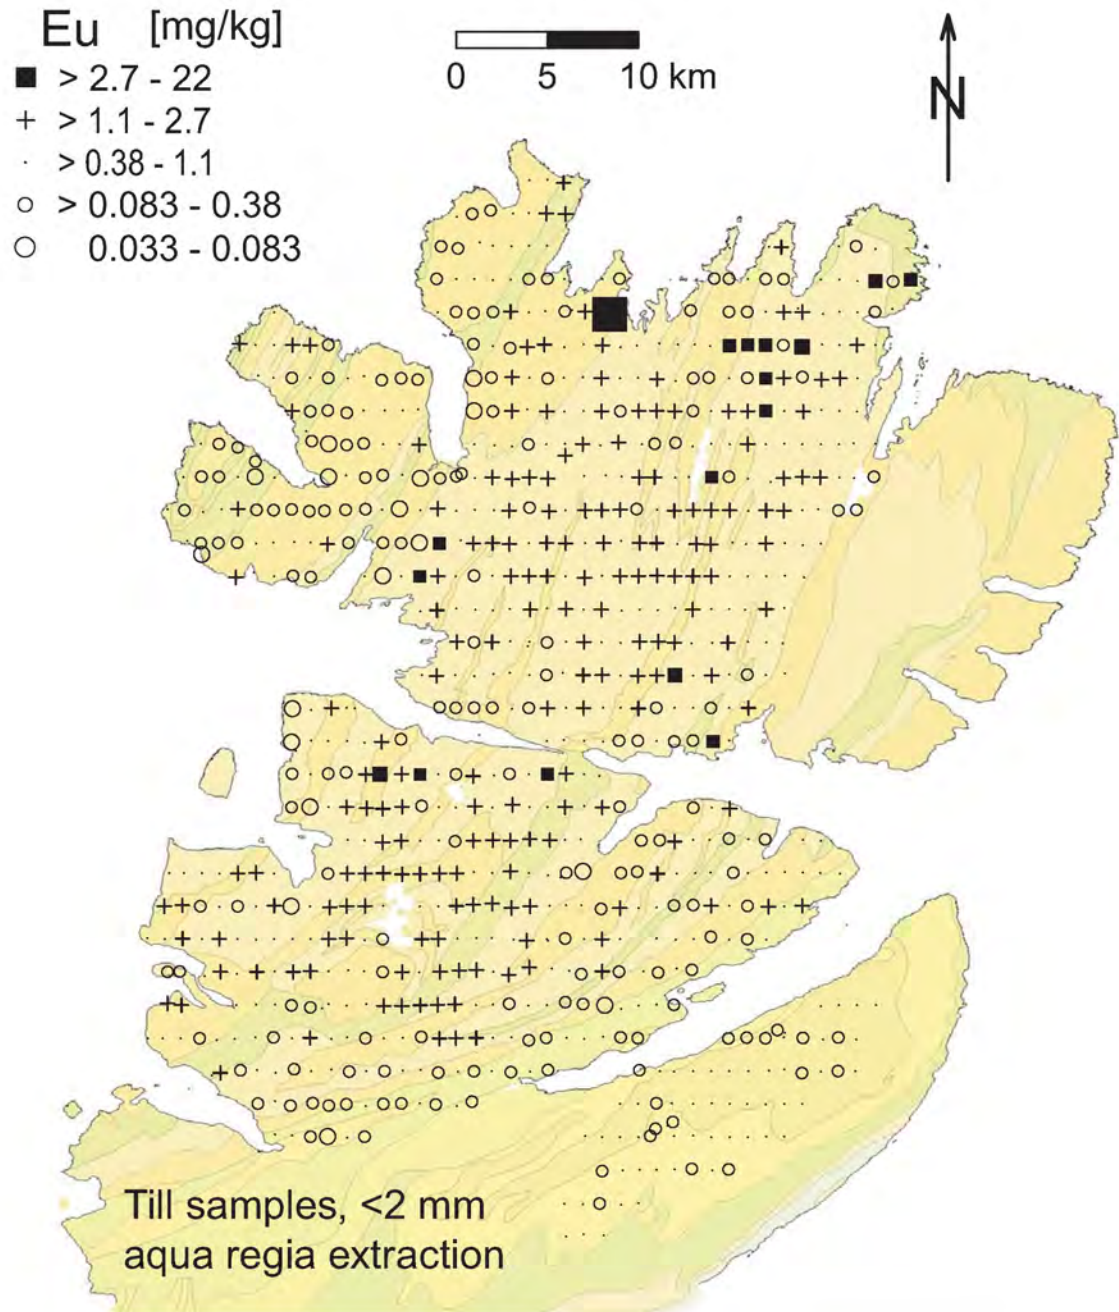 Eu [mg/kg]
> 2.7 - 22
> 1.1 - 2.7
> 0.38 - 1.1
> 0.083 - 0.38
0.033 - 0.083
0 5 10 km
N
Till samples, <2 mm
aqua regia extraction